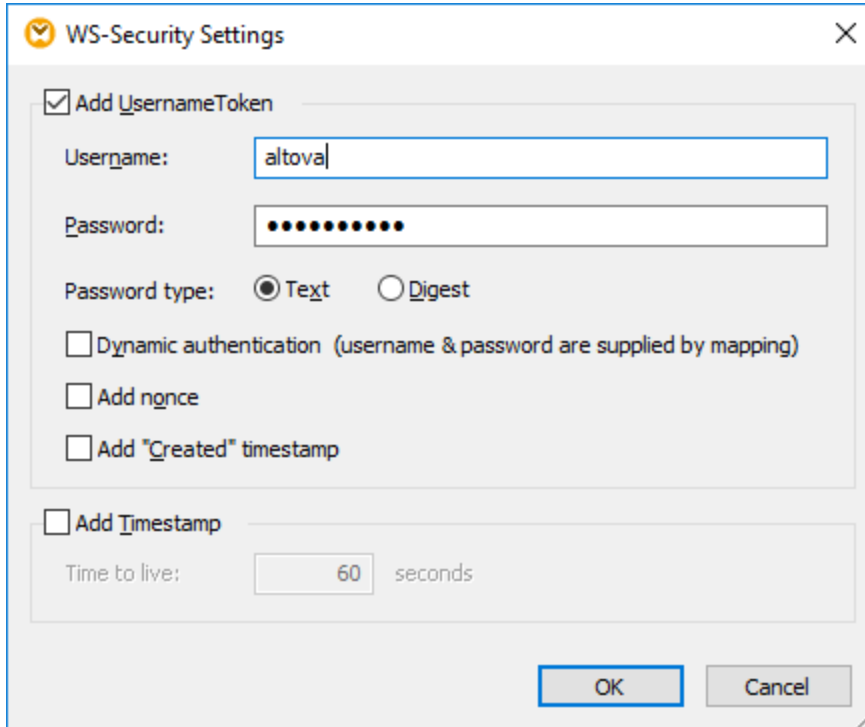 WS-Security Settings
Add UsernameToken
Username: altova
Password: ••••••••••
Password type: Text Digest
Dynamic authentication (username & password are supplied by mapping)
Add nonce
Add "Created" timestamp
Add Timestamp
Time to live: 60 seconds
OK Cancel